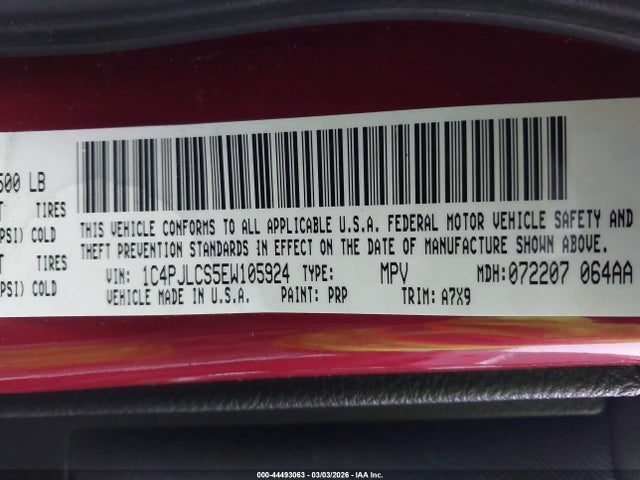 500 LB
TIRES
PSI) COLD
TIRES
PSI) COLD
THIS VEHICLE CONFORMS TO ALL APPLICABLE U.S.A. FEDERAL MOTOR VEHICLE SAFETY AND
THEFT PREVENTION STANDARDS IN EFFECT ON THE DATE OF MANUFACTURE SHOWN ABOVE.
VIN: 1C4PJLCS5EW105924 TYPE: MPV MDH: 072207 064AA
VEHICLE MADE IN U.S.A. PAINT: PRP TRIM: A7X9
000-44493063 - 03/03/2026 - IAA Inc.